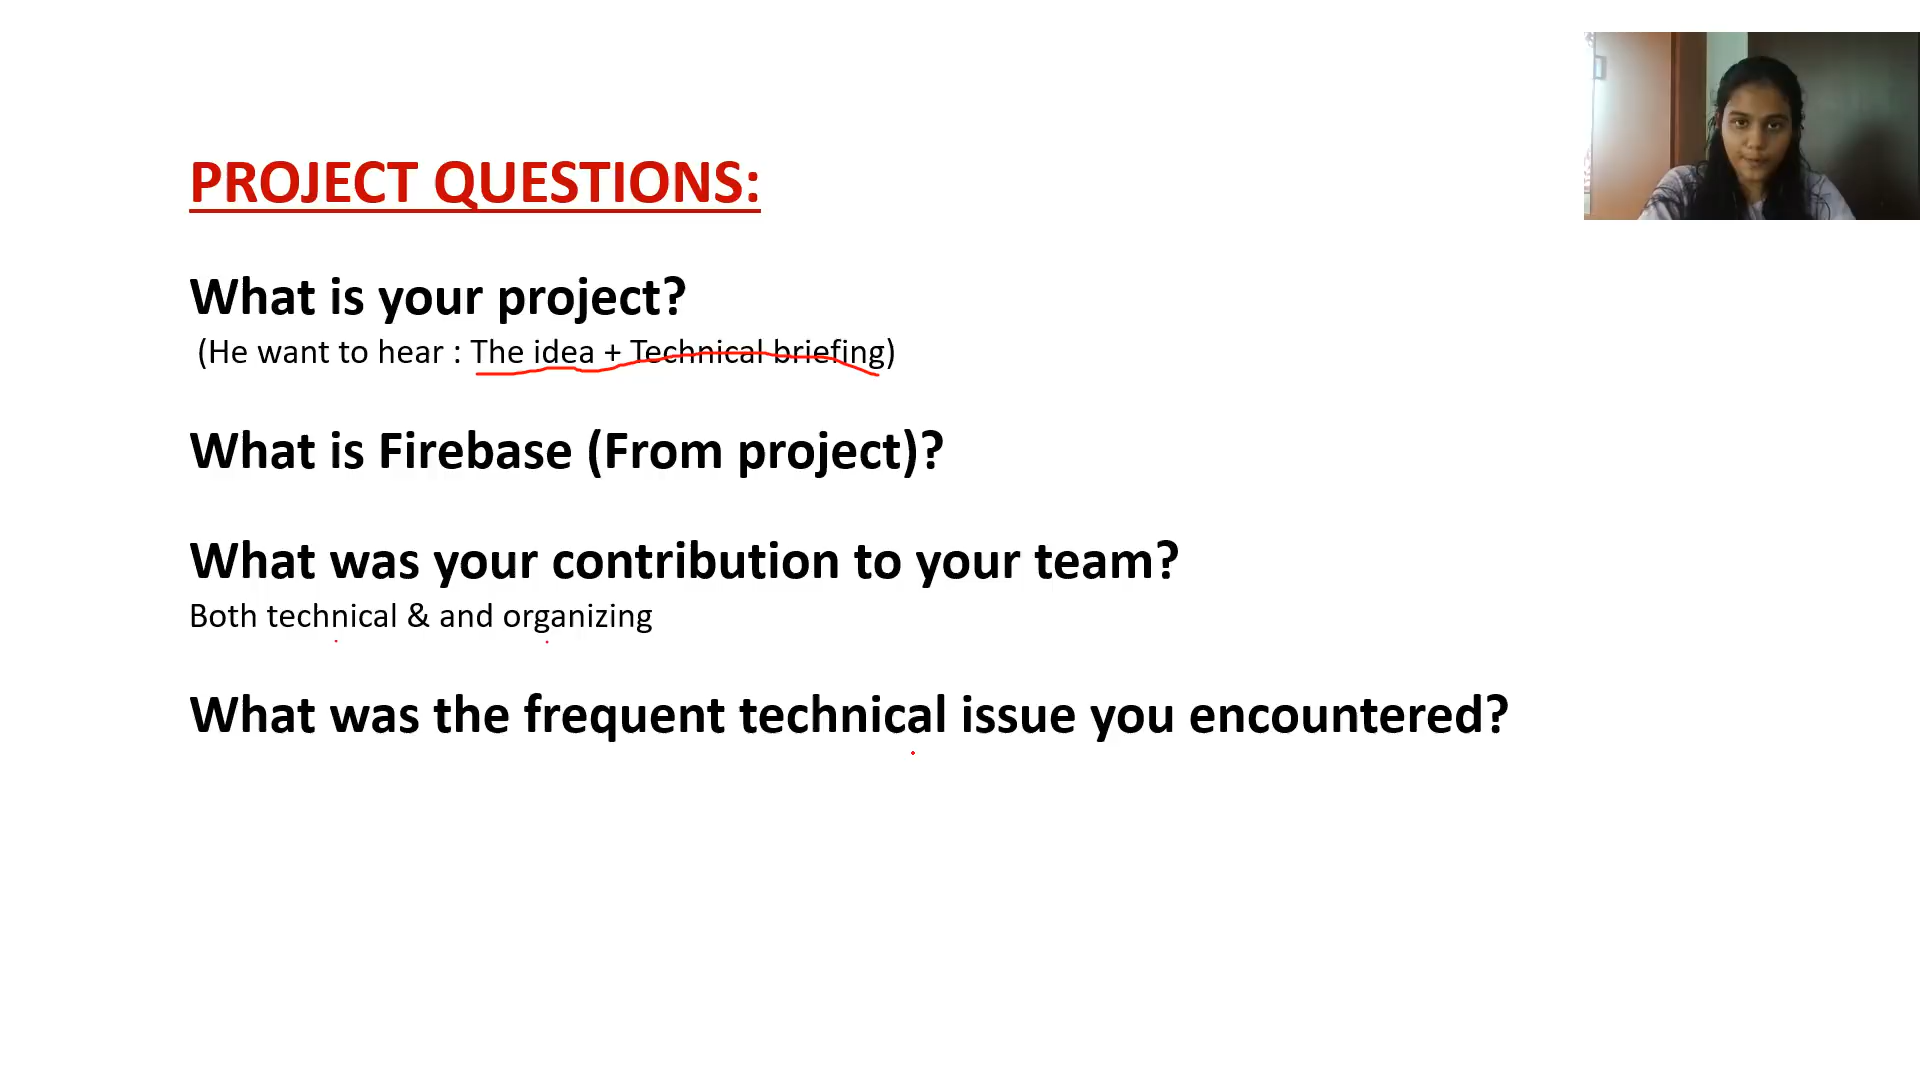 PROJECT QUESTIONS:
What is your project?
(He want to hear : The idea + Technical briefing)
What is Firebase (From project)?
What was your contribution to your team?
Both technical & and organizing
What was the frequent technical issue you encountered?